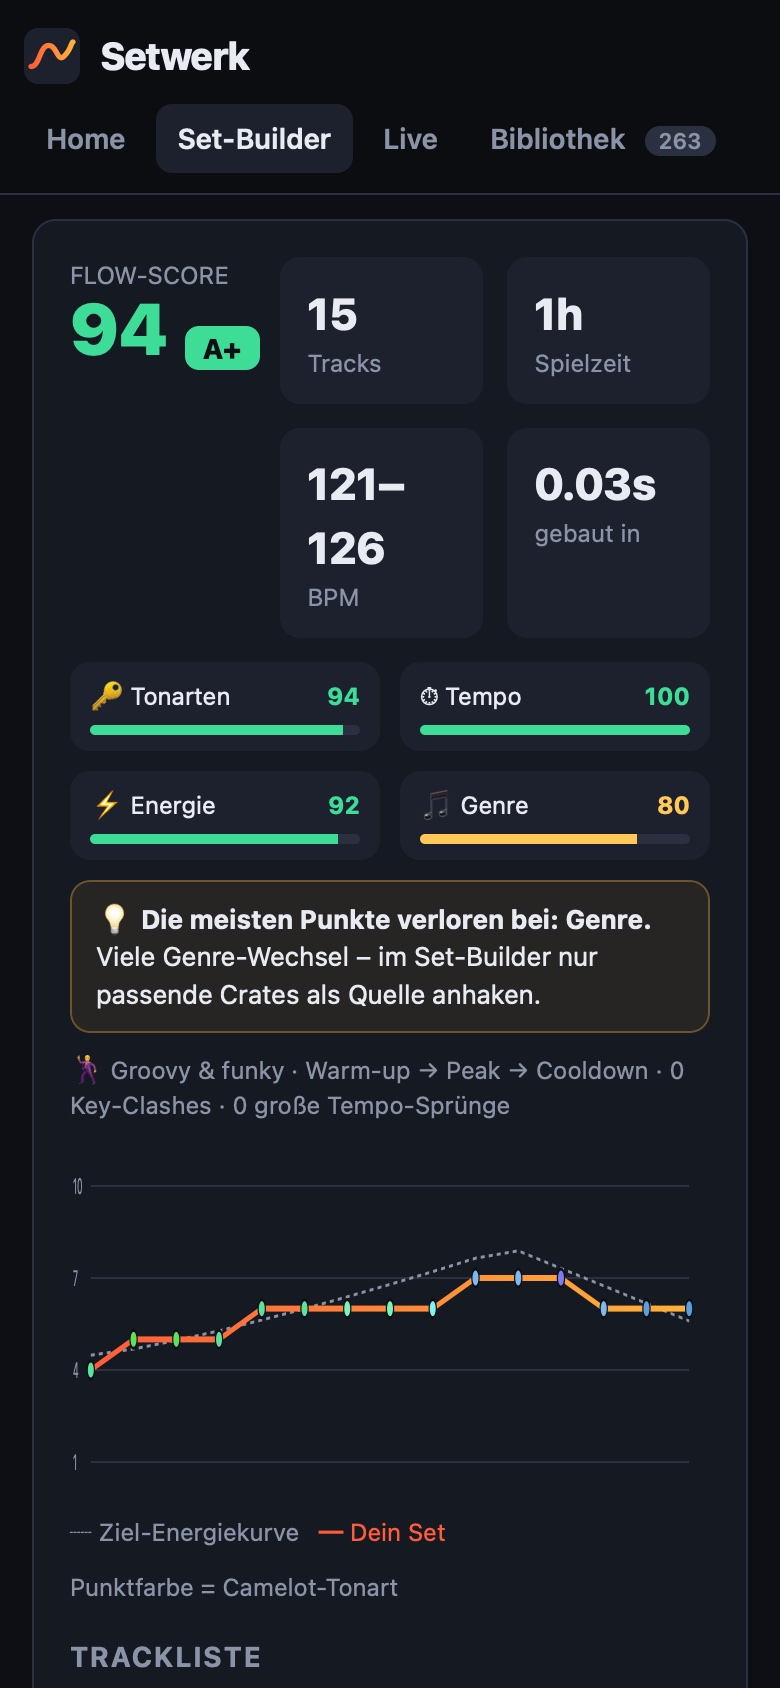 Setwerk
Home Set-Builder Live Bibliothek 263
FLOW-SCORE
94 A+
15
Tracks
1h
Spielzeit
121–
126
BPM
0.03s
gebaut in
🔑 Tonarten 94
⏱ Tempo 100
⚡ Energie 92
🎵 Genre 80
💡 Die meisten Punkte verloren bei: Genre.
Viele Genre-Wechsel – im Set-Builder nur
passende Crates als Quelle anhaken.
🕺 Groovy & funky · Warm-up → Peak → Cooldown · 0
Key-Clashes · 0 große Tempo-Sprünge
10
7
4
1
Ziel-Energiekurve Dein Set
Punktfarbe = Camelot-Tonart
TRACKLISTE